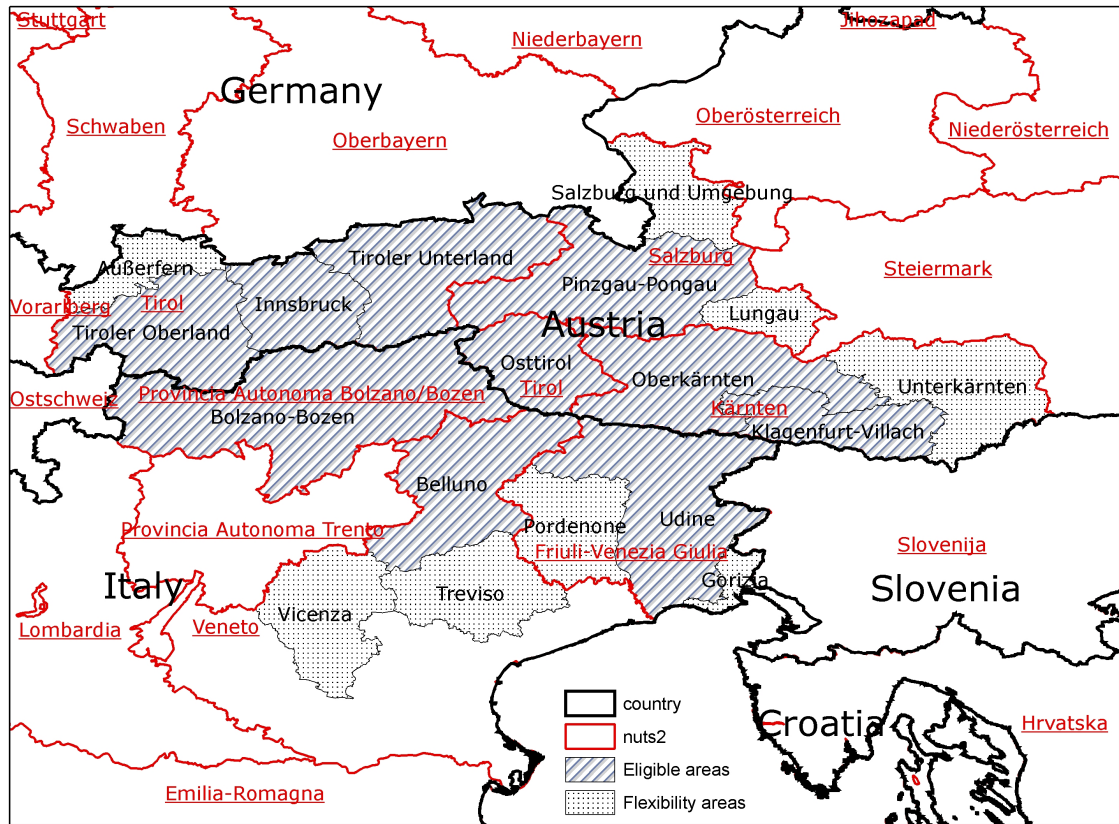 Stuttgart
Jihozapad
Niederbayern
Germany
Oberösterreich
Schwaben
Niederösterreich
Oberbayern
Salzburg und Umgebung
Salzburg
Tiroler Unterland
Außerfern
Steiermark
Pinzgau-Pongau
Vorarlberg
Tirol
Innsbruck
Lungau
Tiroler Oberland
Austria
Osttirol
Oberkärnten
Unterkärnten
Tirol
Ostschweiz
Provincia Autonoma Bolzano/Bozen
Kärnten
Bolzano-Bozen
Klagenfurt-Villach
Belluno
Udine
Pordenone
Provincia Autonoma Trento
Friuli-Venezia Giulia
Slovenija
Gorizia
Italy
Slovenia
Treviso
Vicenza
Lombardia
Veneto
country
Croatia
Hrvatska
nuts2
Eligible areas
Emilia-Romagna
Flexibility areas